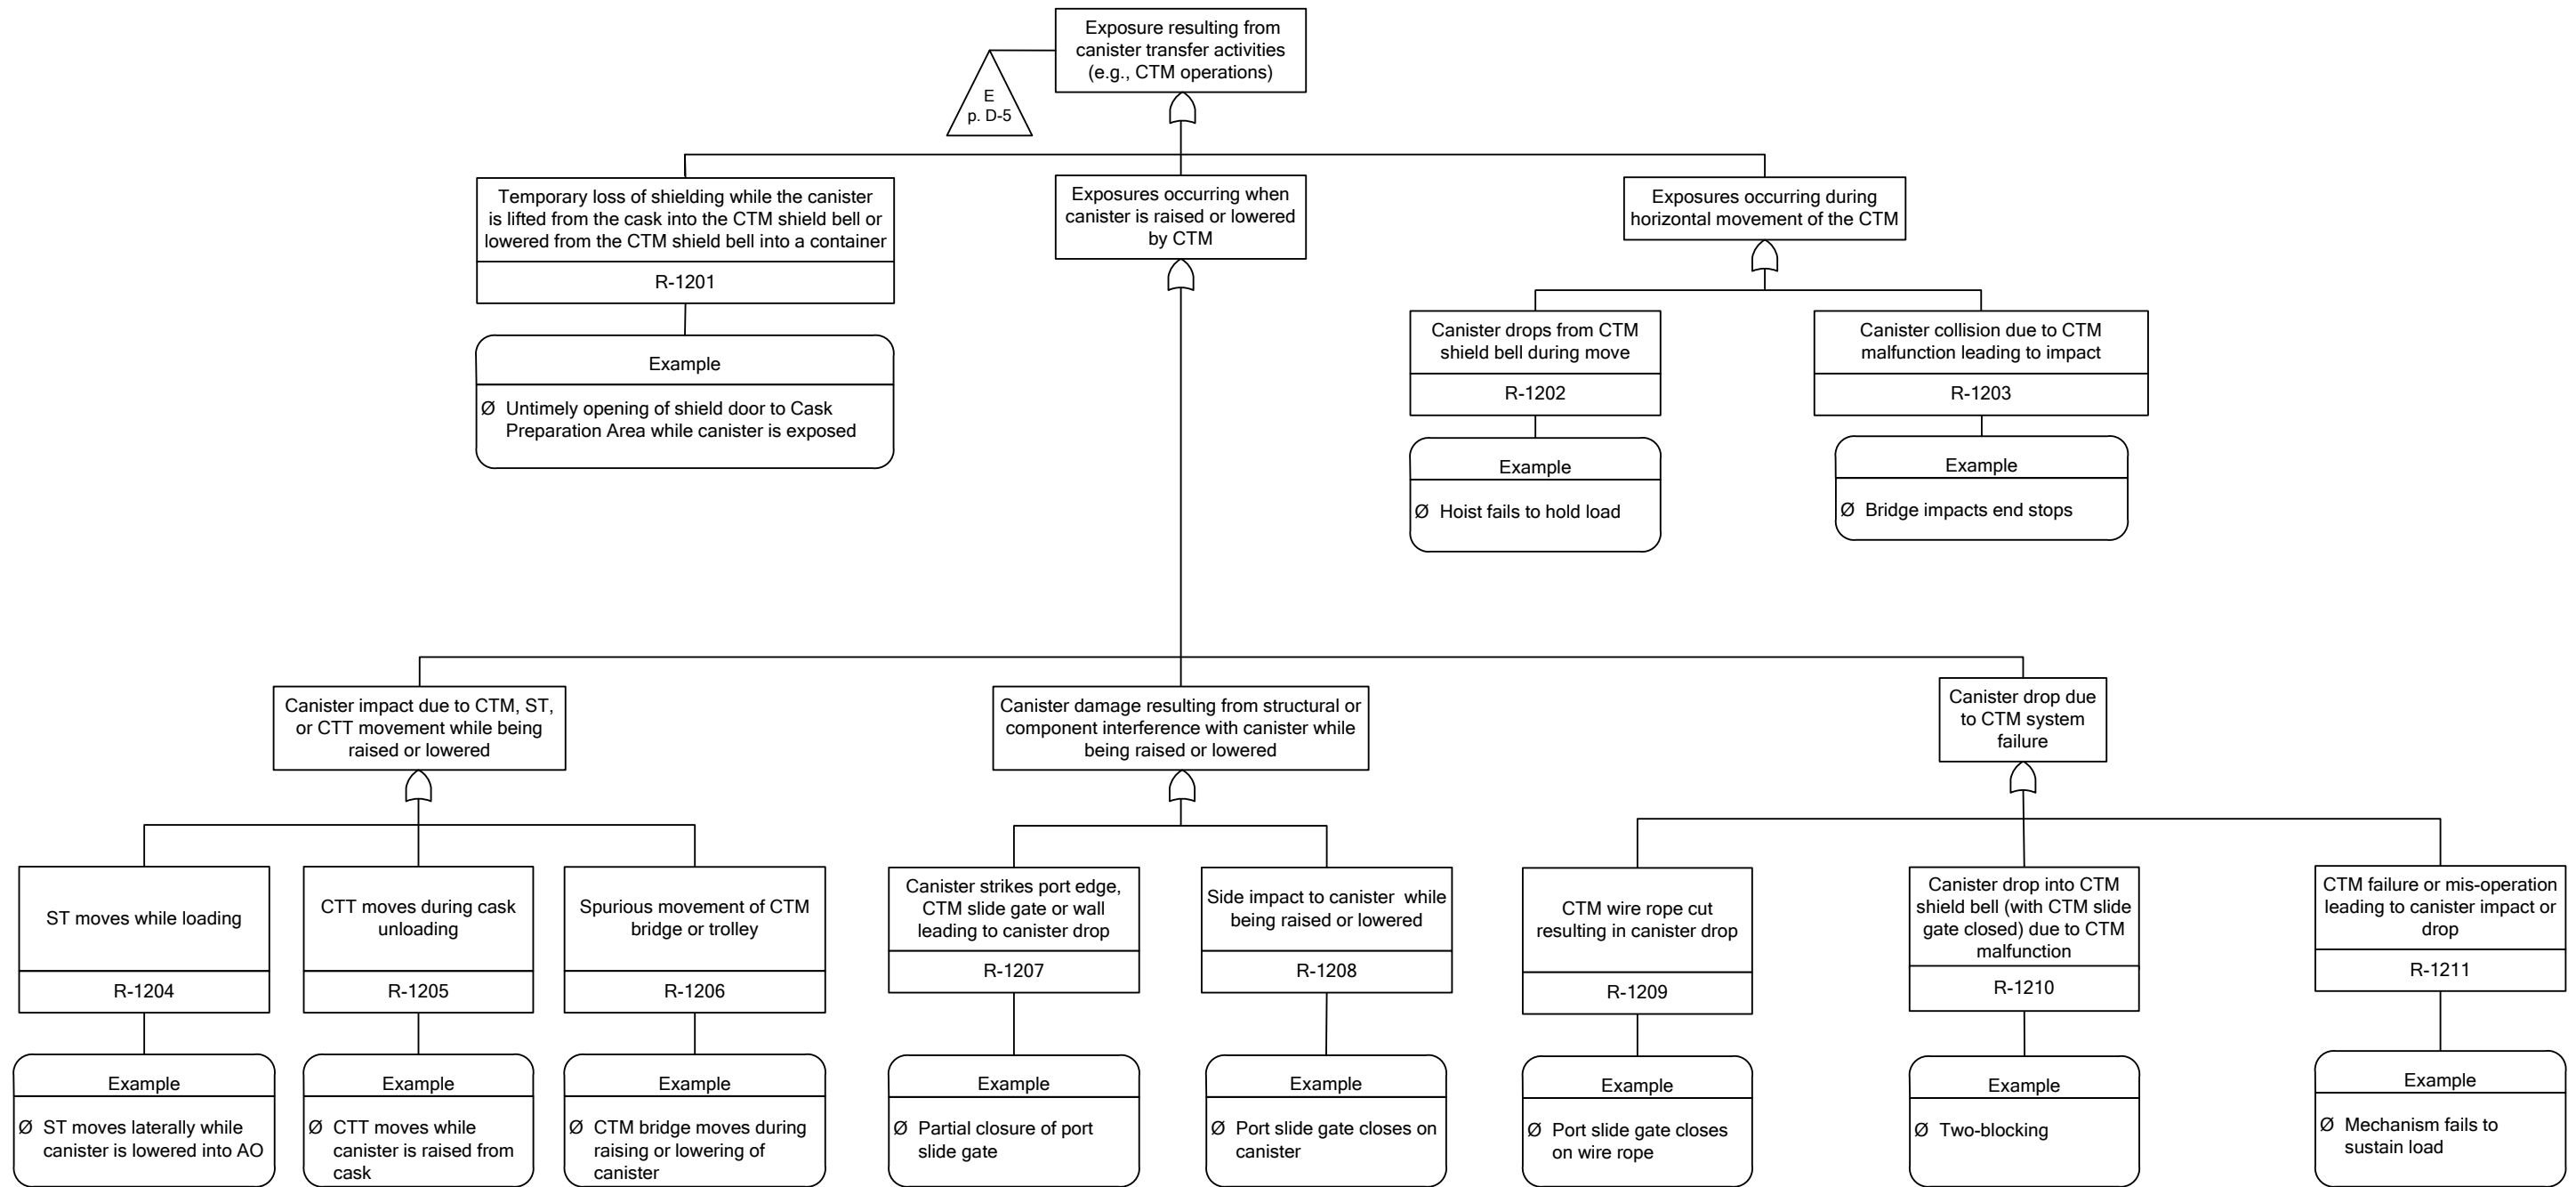 Exposure resulting from
canister transfer activities
(e.g., CTM operations)
E
p. D-5
Temporary loss of shielding while the canister
is lifted from the cask into the CTM shield bell or
lowered from the CTM shield bell into a container
R-1201
Example
Ø Untimely opening of shield door to Cask
Preparation Area while canister is exposed
Exposures occurring when
canister is raised or lowered
by CTM
Exposures occurring during
horizontal movement of the CTM
Canister drops from CTM
shield bell during move
R-1202
Example
Ø Hoist fails to hold load
Canister collision due to CTM
malfunction leading to impact
R-1203
Example
Ø Bridge impacts end stops
Canister impact due to CTM, ST,
or CTT movement while being
raised or lowered
Canister damage resulting from structural or
component interference with canister while
being raised or lowered
Canister drop due
to CTM system
failure
ST moves while loading
R-1204
Example
Ø ST moves laterally while
canister is lowered into AO
CTT moves during cask
unloading
R-1205
Example
Ø CTT moves while
canister is raised from
cask
Spurious movement of CTM
bridge or trolley
R-1206
Example
Ø CTM bridge moves during
raising or lowering of
canister
Canister strikes port edge,
CTM slide gate or wall
leading to canister drop
R-1207
Example
Ø Partial closure of port
slide gate
Side impact to canister while
being raised or lowered
R-1208
Example
Ø Port slide gate closes on
canister
CTM wire rope cut
resulting in canister drop
R-1209
Example
Ø Port slide gate closes
on wire rope
Canister drop into CTM
shield bell (with CTM slide
gate closed) due to CTM
malfunction
R-1210
Example
Ø Two-blocking
CTM failure or mis-operation
leading to canister impact or
drop
R-1211
Example
Ø Mechanism fails to
sustain load